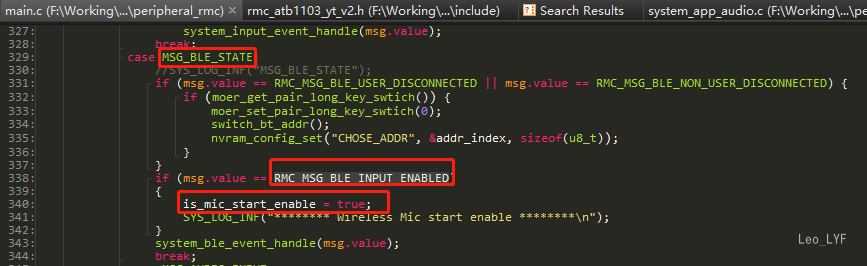 main.c (F:\Working\...\peripheral_rmc) rmc_atb1103_yt_v2.h (F:\Working\...\include) Search Results system_app_audio.c (F:\Working\...\p
327: system_input_event_handle(msg.value);
328: break;
329: case MSG_BLE_STATE:
330: //SYS_LOG_INF("MSG_BLE_STATE");
331: if (msg.value == RMC_MSG_BLE_USER_DISCONNECTED || msg.value == RMC_MSG_BLE_NON_USER_DISCONNECTED) {
332: if (moer_get_pair_long_key_swtich()) {
333: moer_set_pair_long_key_swtich(0);
334: switch_bt_addr();
335: nvram_config_set("CHOSE_ADDR", &addr_index, sizeof(u8_t));
336: }
337: }
338: if (msg.value == RMC_MSG_BLE_INPUT_ENABLED)
339: {
340: is_mic_start_enable = true;
341: SYS_LOG_INF("******** Wireless Mic start enable ********\n");
342: }
343: system_ble_event_handle(msg.value);
344: break;
Leo_LYF